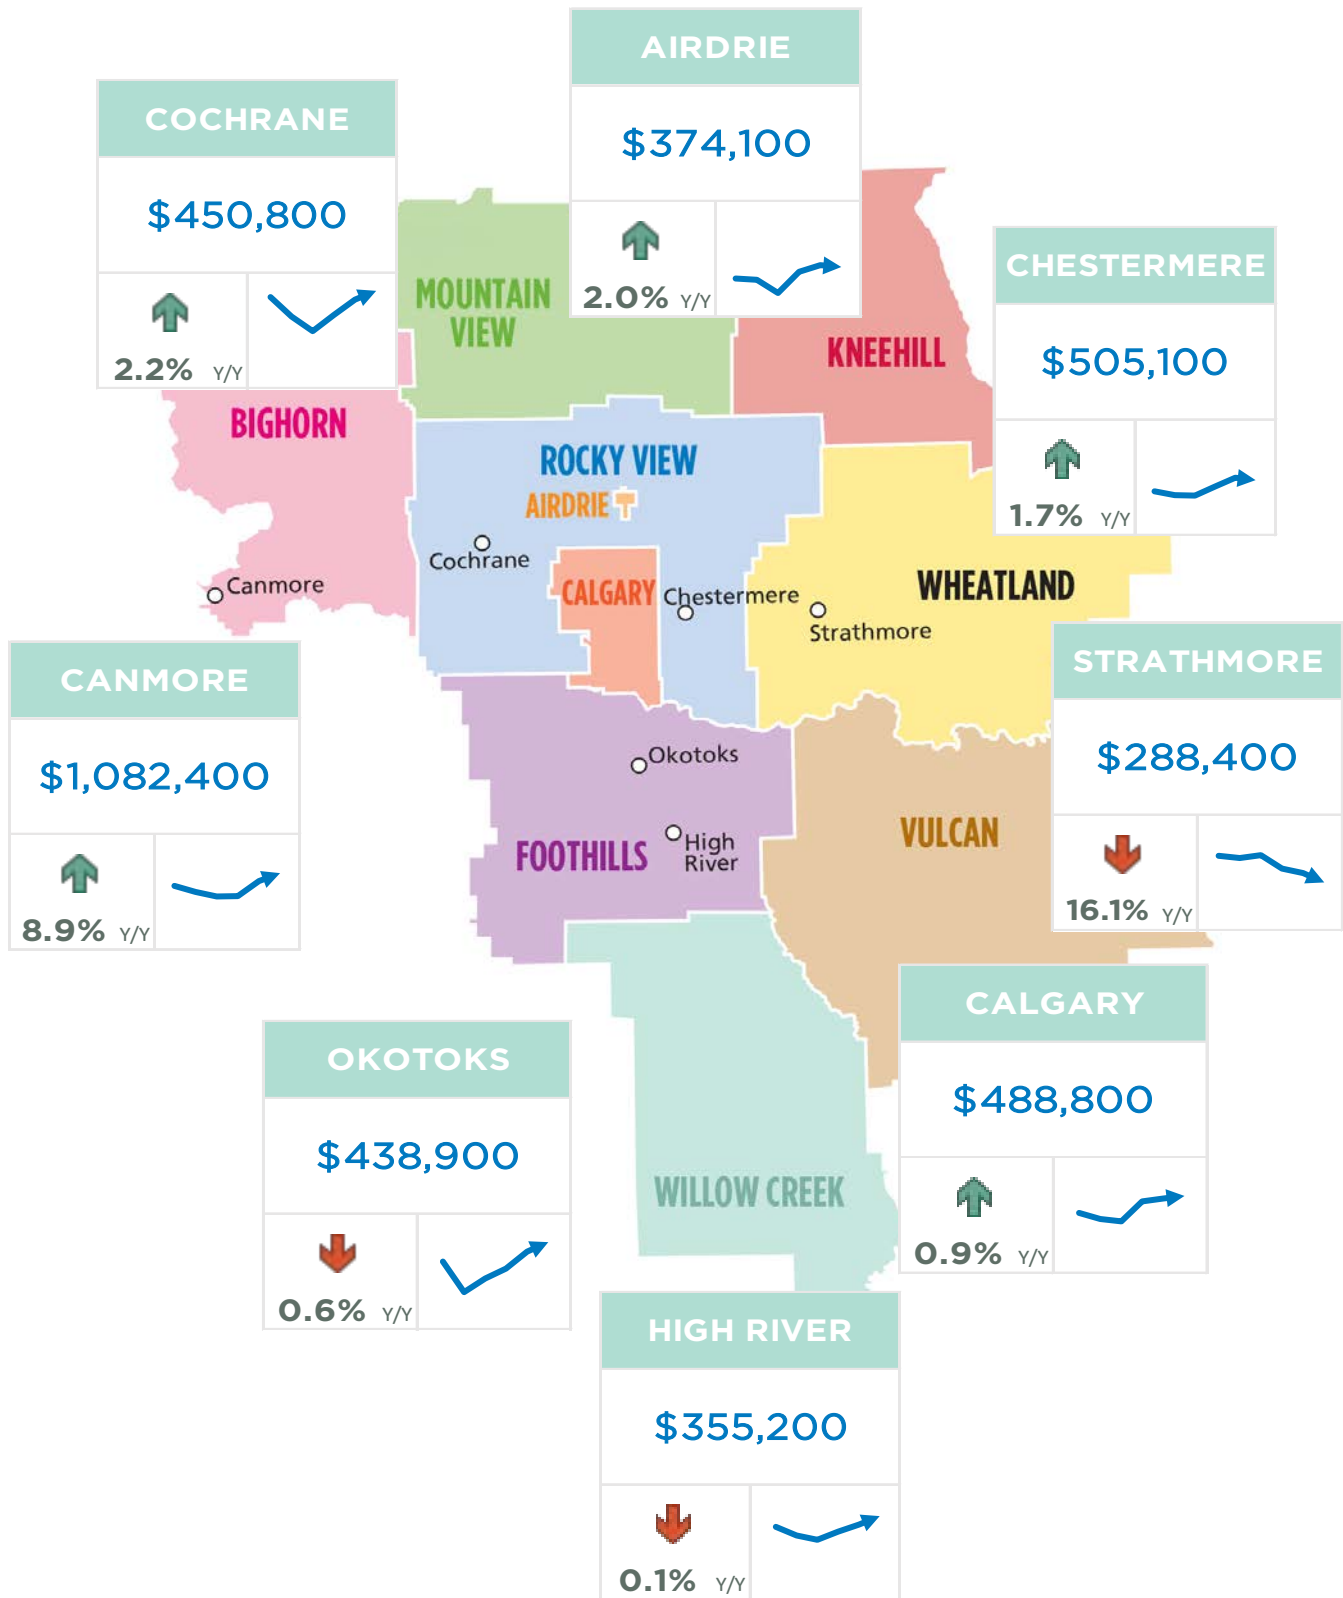 AIRDRIE
$374,100
2.0% Y/Y
COCHRANE
$450,800
2.2% Y/Y
CHESTERMERE
$505,100
1.7% Y/Y
MOUNTAIN
VIEW
KNEEHILL
BIGHORN
ROCKY VIEW
AIRDRIE
Cochrane
Canmore
CALGARY
Chestermere
WHEATLAND
Strathmore
CANMORE
$1,082,400
8.9% Y/Y
STRATHMORE
$288,400
16.1% Y/Y
Okotoks
High
River
FOOTHILLS
VULCAN
CALGARY
$488,800
0.9% Y/Y
OKOTOKS
$438,900
0.6% Y/Y
WILLOW CREEK
HIGH RIVER
$355,200
0.1% Y/Y